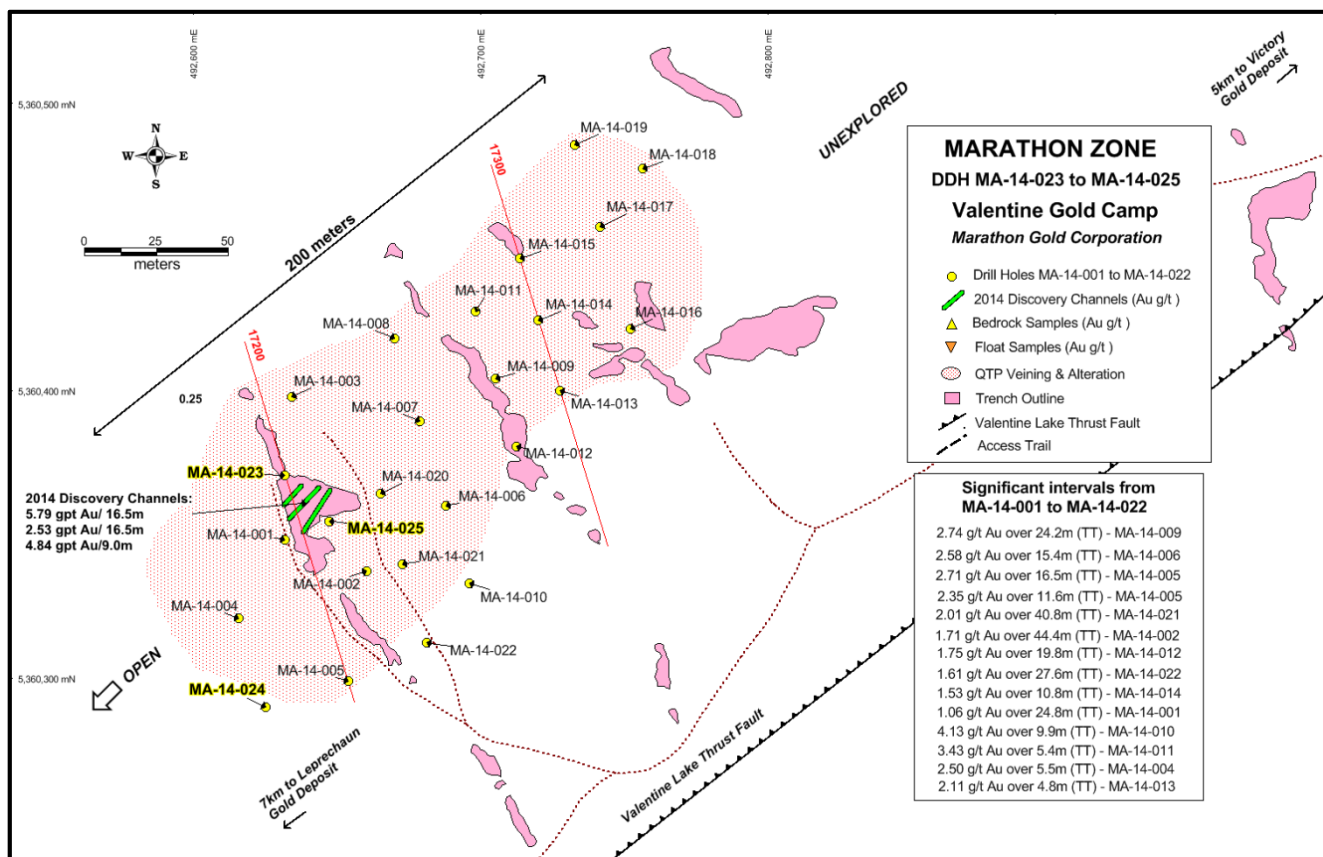 492,600 mE
492,700 mE
492,800 mE
5,360,500 mN
5,360,400 mN
5,360,300 mN
N
W E
S
0 25 50
meters
200 meters
UNEXPLORED
5km to Victory
Gold Deposit
17300
17200
0.25
MA-14-019
MA-14-018
MA-14-017
MA-14-015
MA-14-011
MA-14-014
MA-14-016
MA-14-008
MA-14-009
MA-14-003
MA-14-013
MA-14-007
MA-14-012
MA-14-023
MA-14-020
MA-14-006
2014 Discovery Channels:
5.79 gpt Au/ 16.5m
2.53 gpt Au/ 16.5m
4.84 gpt Au/9.0m
MA-14-025
MA-14-001
MA-14-021
MA-14-002
MA-14-010
MA-14-004
MA-14-022
MA-14-005
OPEN
MA-14-024
7km to Leprechaun
Gold Deposit
Valentine Lake Thrust Fault
MARATHON ZONE
DDH MA-14-023 to MA-14-025
Valentine Gold Camp
Marathon Gold Corporation
Drill Holes MA-14-001 to MA-14-022
2014 Discovery Channels (Au g/t )
Bedrock Samples (Au g/t )
Float Samples (Au g/t )
QTP Veining & Alteration
Trench Outline
Valentine Lake Thrust Fault
Access Trail
Significant intervals from
MA-14-001 to MA-14-022
2.74 g/t Au over 24.2m (TT) - MA-14-009
2.58 g/t Au over 15.4m (TT) - MA-14-006
2.71 g/t Au over 16.5m (TT) - MA-14-005
2.35 g/t Au over 11.6m (TT) - MA-14-005
2.01 g/t Au over 40.8m (TT) - MA-14-021
1.71 g/t Au over 44.4m (TT) - MA-14-002
1.75 g/t Au over 19.8m (TT) - MA-14-012
1.61 g/t Au over 27.6m (TT) - MA-14-022
1.53 g/t Au over 10.8m (TT) - MA-14-014
1.06 g/t Au over 24.8m (TT) - MA-14-001
4.13 g/t Au over 9.9m (TT) - MA-14-010
3.43 g/t Au over 5.4m (TT) - MA-14-011
2.50 g/t Au over 5.5m (TT) - MA-14-004
2.11 g/t Au over 4.8m (TT) - MA-14-013